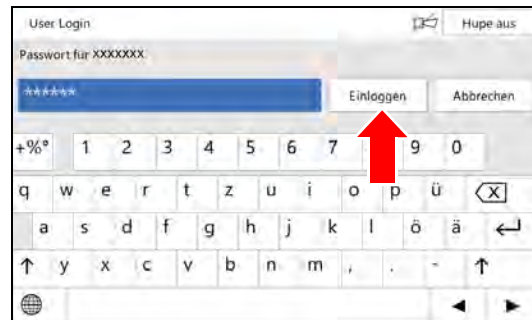 User Login Hupe aus
Passwort für XXXXXXX
****** Einloggen Abbrechen
+%° 1 2 3 4 5 6 7 9 0
q w e r t z u i o p ü
a s d f g h j k l ö ä
↑ y x c v b n m , . - ↑